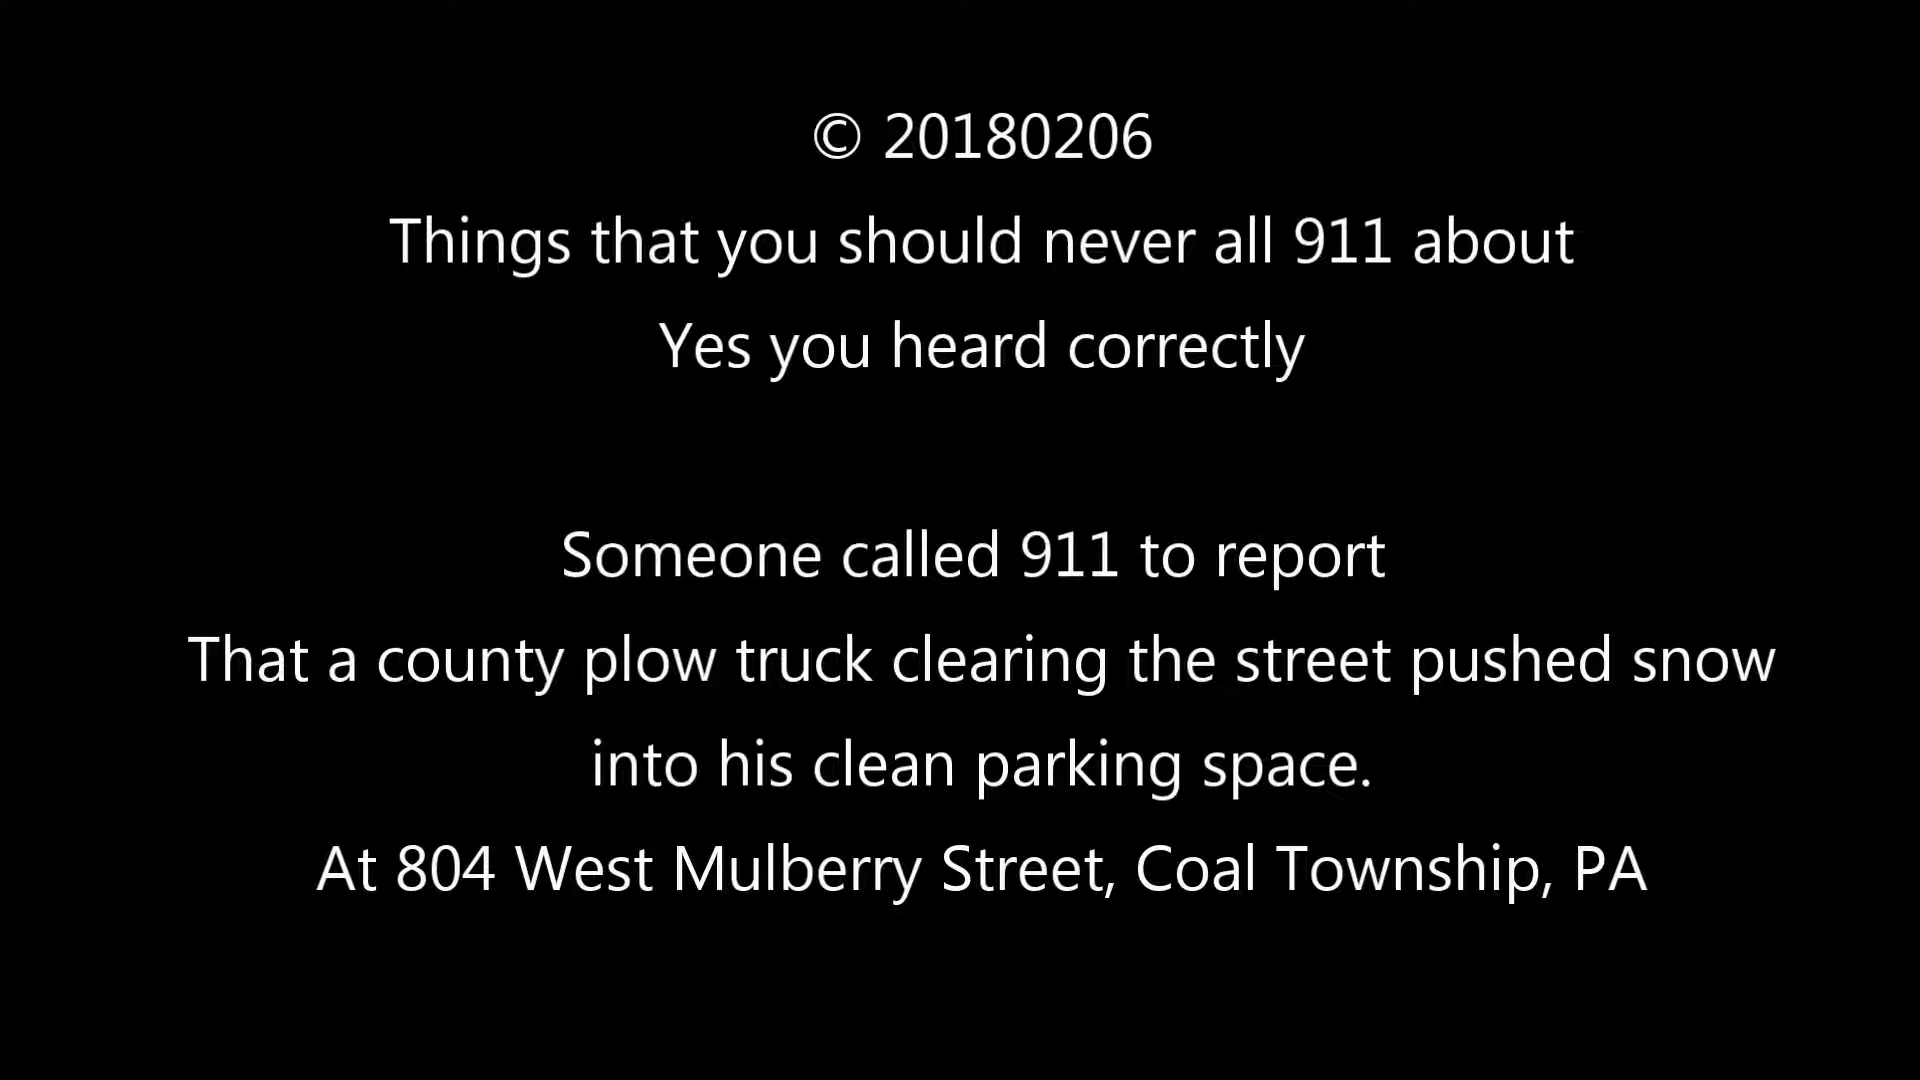 © 20180206
Things that you should never all 911 about
Yes you heard correctly
Someone called 911 to report
That a county plow truck clearing the street pushed snow
into his clean parking space.
At 804 West Mulberry Street, Coal Township, PA